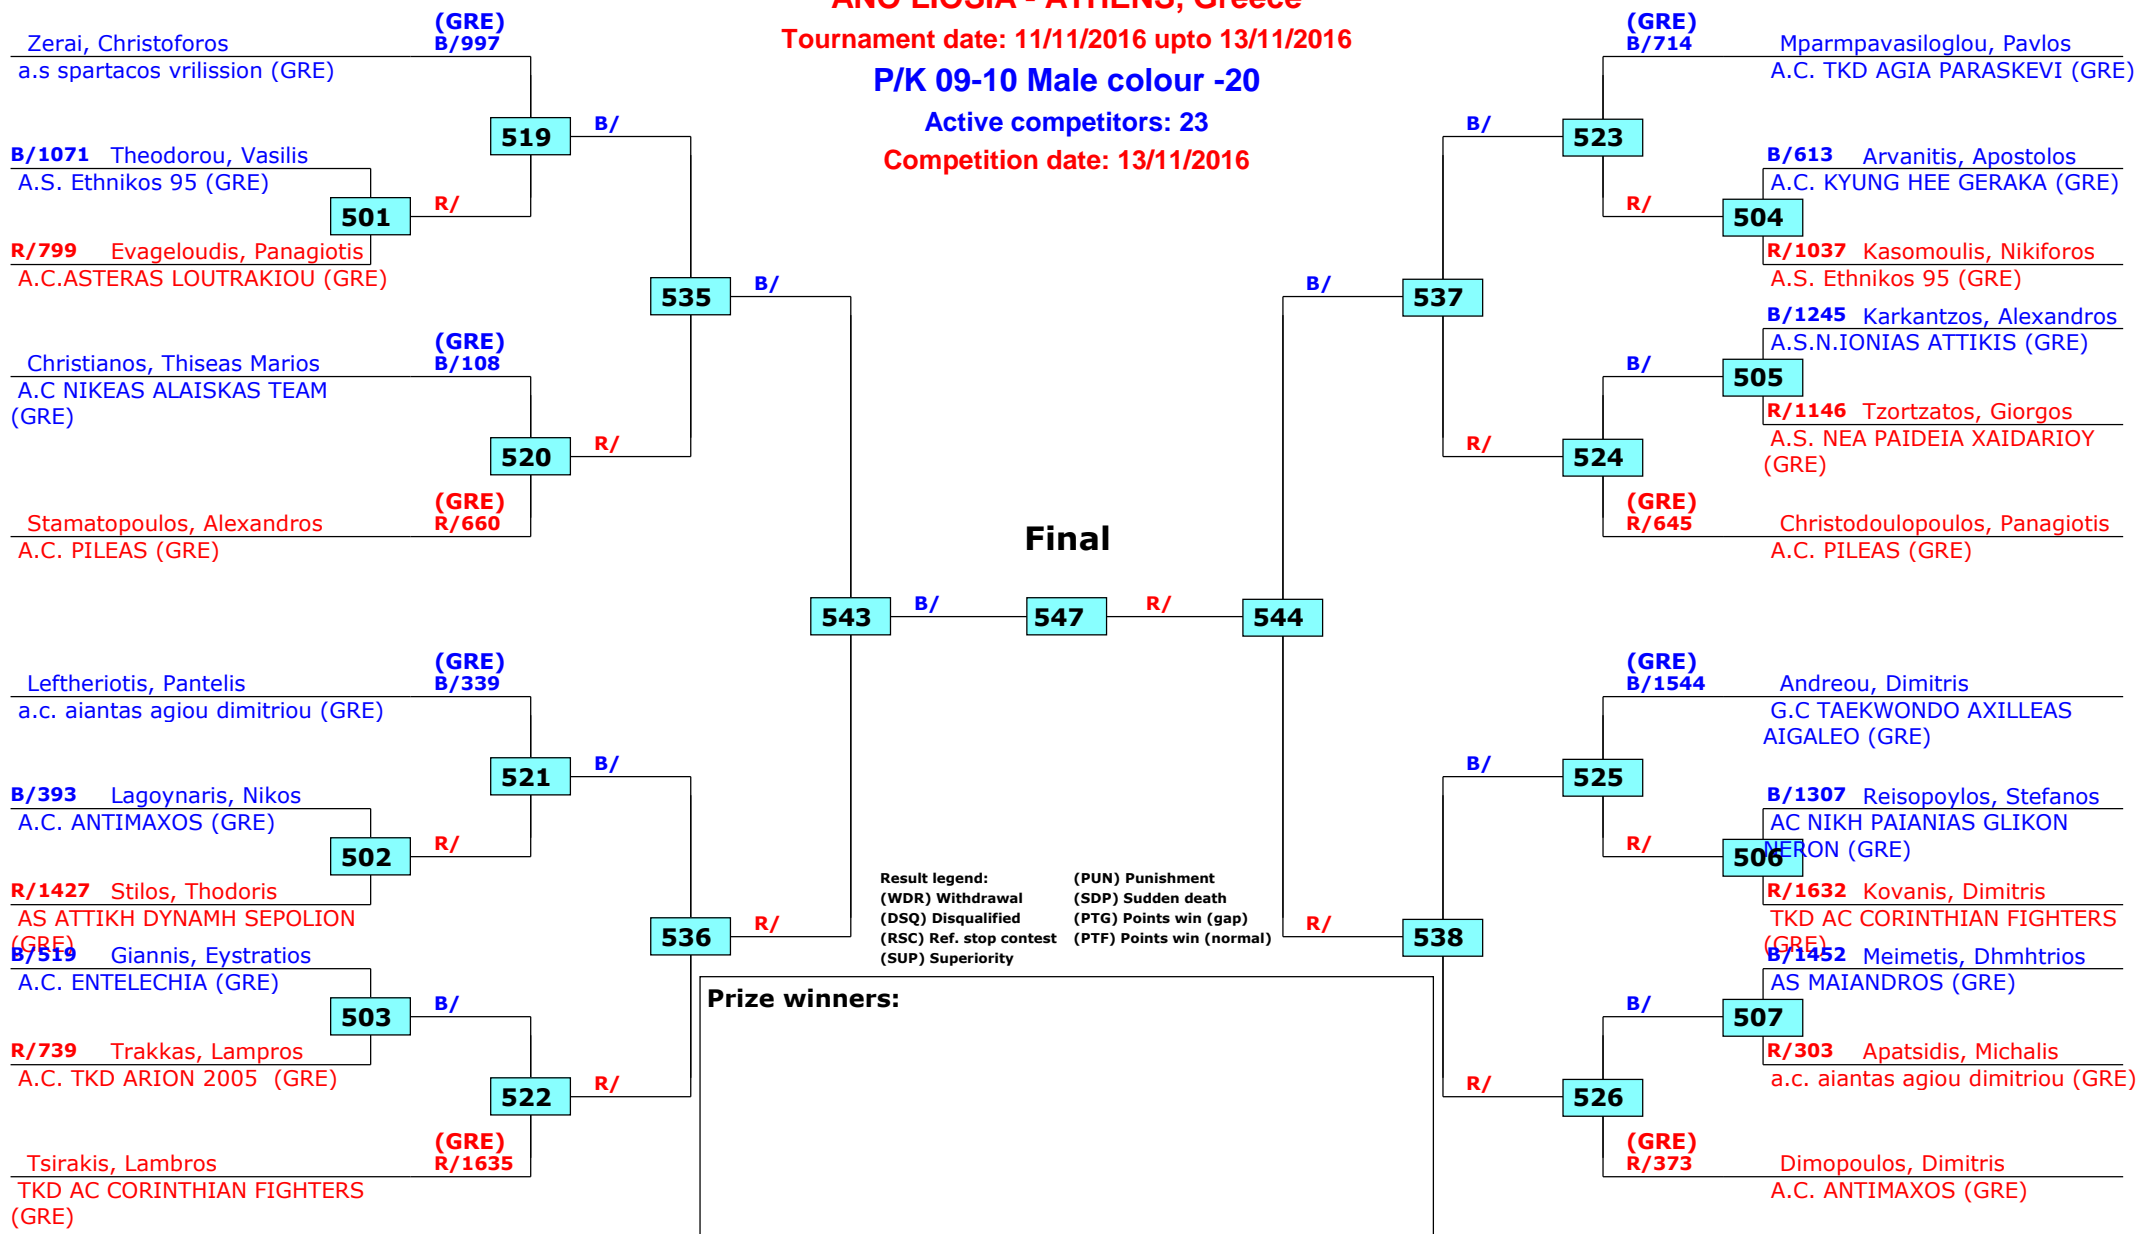 ANO LIOSIA - ATHENS, Greece
Tournament date: 11/11/2016 upto 13/11/2016
P/K 09-10 Male colour -20
Active competitors: 23
Competition date: 13/11/2016
(GRE)
Zerai, Christoforos B/997
a.s spartacos vrilission (GRE)
519
B/
B/1071 Theodorou, Vasilis
A.S. Ethnikos 95 (GRE)
501
R/
R/799 Evageloudis, Panagiotis
A.C.ASTERAS LOUTRAKIOU (GRE)
535
B/
(GRE)
Christianos, Thiseas Marios B/108
A.C NIKEAS ALAISKAS TEAM
(GRE)
520
R/
(GRE)
Stamatopoulos, Alexandros R/660
A.C. PILEAS (GRE)
543
B/
(GRE)
Leftheriotis, Pantelis B/339
a.c. aiantas agiou dimitriou (GRE)
521
B/
B/393 Lagoynaris, Nikos
A.C. ANTIMAXOS (GRE)
502
R/
R/1427 Stilos, Thodoris
AS ATTIKH DYNAMH SEPOLION
(GRE)
536
R/
B/519 Giannis, Eystratios
A.C. ENTELECHIA (GRE)
503
B/
R/739 Trakkas, Lampros
A.C. TKD ARION 2005 (GRE)
522
R/
(GRE)
Tsirakis, Lambros R/1635
TKD AC CORINTHIAN FIGHTERS
(GRE)
Final
547
R/
544
(GRE)
B/714 Mparmpavasiloglou, Pavlos
A.C. TKD AGIA PARASKEVI (GRE)
B/
523
B/613 Arvanitis, Apostolos
A.C. KYUNG HEE GERAKA (GRE)
R/
504
R/1037 Kasomoulis, Nikiforos
A.S. Ethnikos 95 (GRE)
B/
537
B/1245 Karkantzos, Alexandros
A.S.N.IONIAS ATTIKIS (GRE)
B/
505
R/1146 Tzortzatos, Giorgos
A.S. NEA PAIDEIA XAIDARIOY
(GRE)
R/
524
(GRE)
R/645 Christodoulopoulos, Panagiotis
A.C. PILEAS (GRE)
(GRE)
B/1544 Andreou, Dimitris
G.C TAEKWONDO AXILLEAS
AIGALEO (GRE)
B/
525
B/1307 Reisopoylos, Stefanos
AC NIKH PAIANIAS GLIKON
NERON (GRE)
R/
506
R/1632 Kovanis, Dimitris
TKD AC CORINTHIAN FIGHTERS
(GRE)
R/
538
B/1452 Meimetis, Dhmhtrios
AS MAIANDROS (GRE)
B/
507
R/303 Apatsidis, Michalis
a.c. aiantas agiou dimitriou (GRE)
R/
526
(GRE)
R/373 Dimopoulos, Dimitris
A.C. ANTIMAXOS (GRE)
Result legend: (PUN) Punishment
(WDR) Withdrawal (SDP) Sudden death
(DSQ) Disqualified (PTG) Points win (gap)
(RSC) Ref. stop contest (PTF) Points win (normal)
(SUP) Superiority
Prize winners: